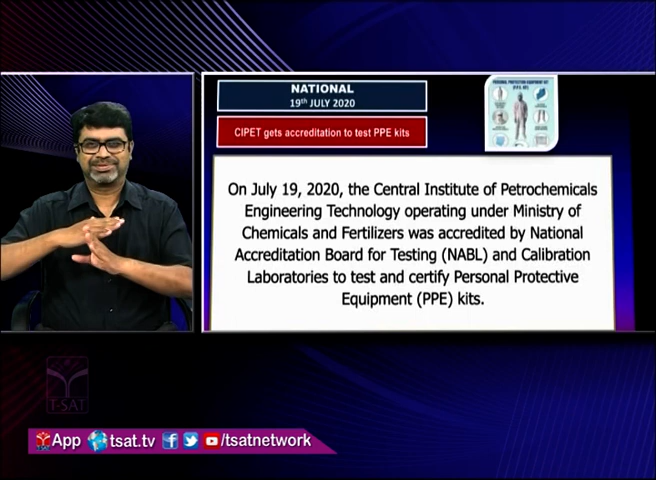 NATIONAL
19th JULY 2020
CIPET gets accreditation to test PPE kits
On July 19, 2020, the Central Institute of Petrochemicals
Engineering Technology operating under Ministry of
Chemicals and Fertilizers was accredited by National
Accreditation Board for Testing (NABL) and Calibration
Laboratories to test and certify Personal Protective
Equipment (PPE) kits.
T-SAT
App tsat.tv /tsatnetwork